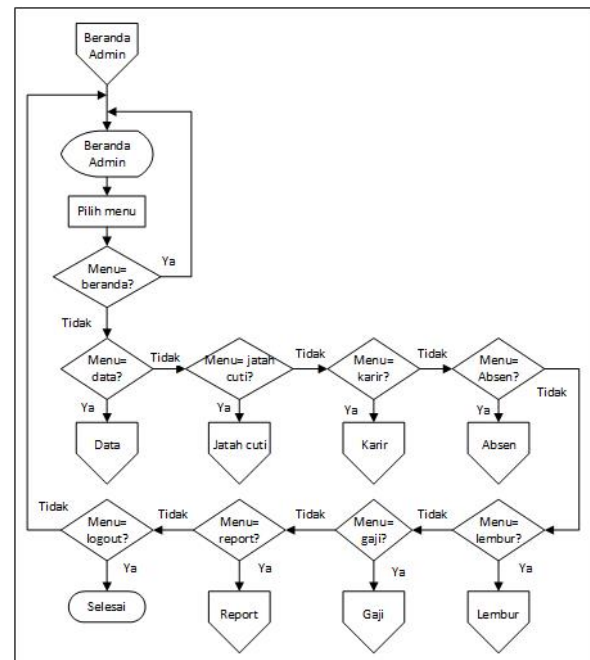 Beranda
Admin
Beranda
Admin
Pilih menu
Menu=
beranda?
Ya
Tidak
Menu=
data?
Tidak
Menu= jatah
cuti?
Tidak
Menu=
karir?
Tidak
Menu=
Absen?
Tidak
Ya
Ya
Ya
Ya
Data
Jatah cuti
Karir
Absen
Tidak
Menu=
logout?
Tidak
Menu=
report?
Tidak
Menu=
gaji?
Tidak
Menu=
lembur?
Ya
Ya
Ya
Ya
Selesai
Report
Gaji
Lembur